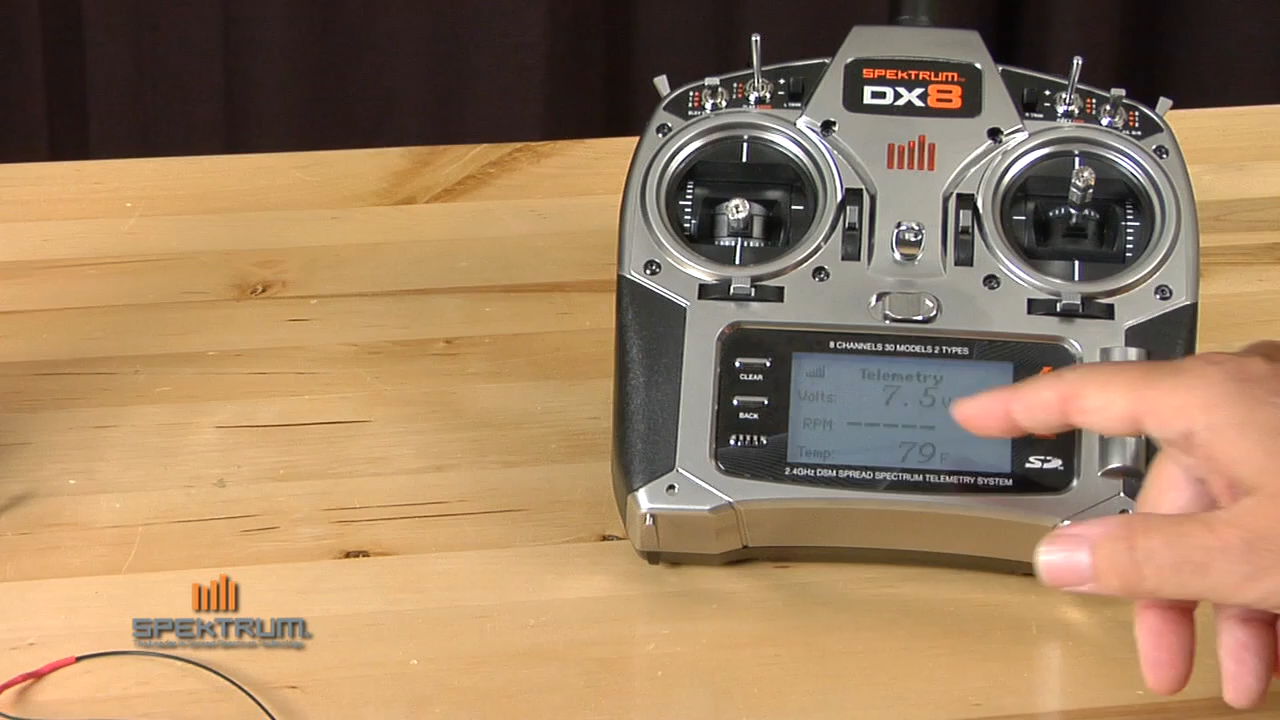 SPEKTRUM
DX8
8 CHANNELS 30 MODELS 2 TYPES
CLEAR
BACK
Telemetry
Volts: 7.5V
RPM: -----
Temp: 79F
SD
2.4GHz DSM SPREAD SPECTRUM TELEMETRY SYSTEM
SPEKTRUM